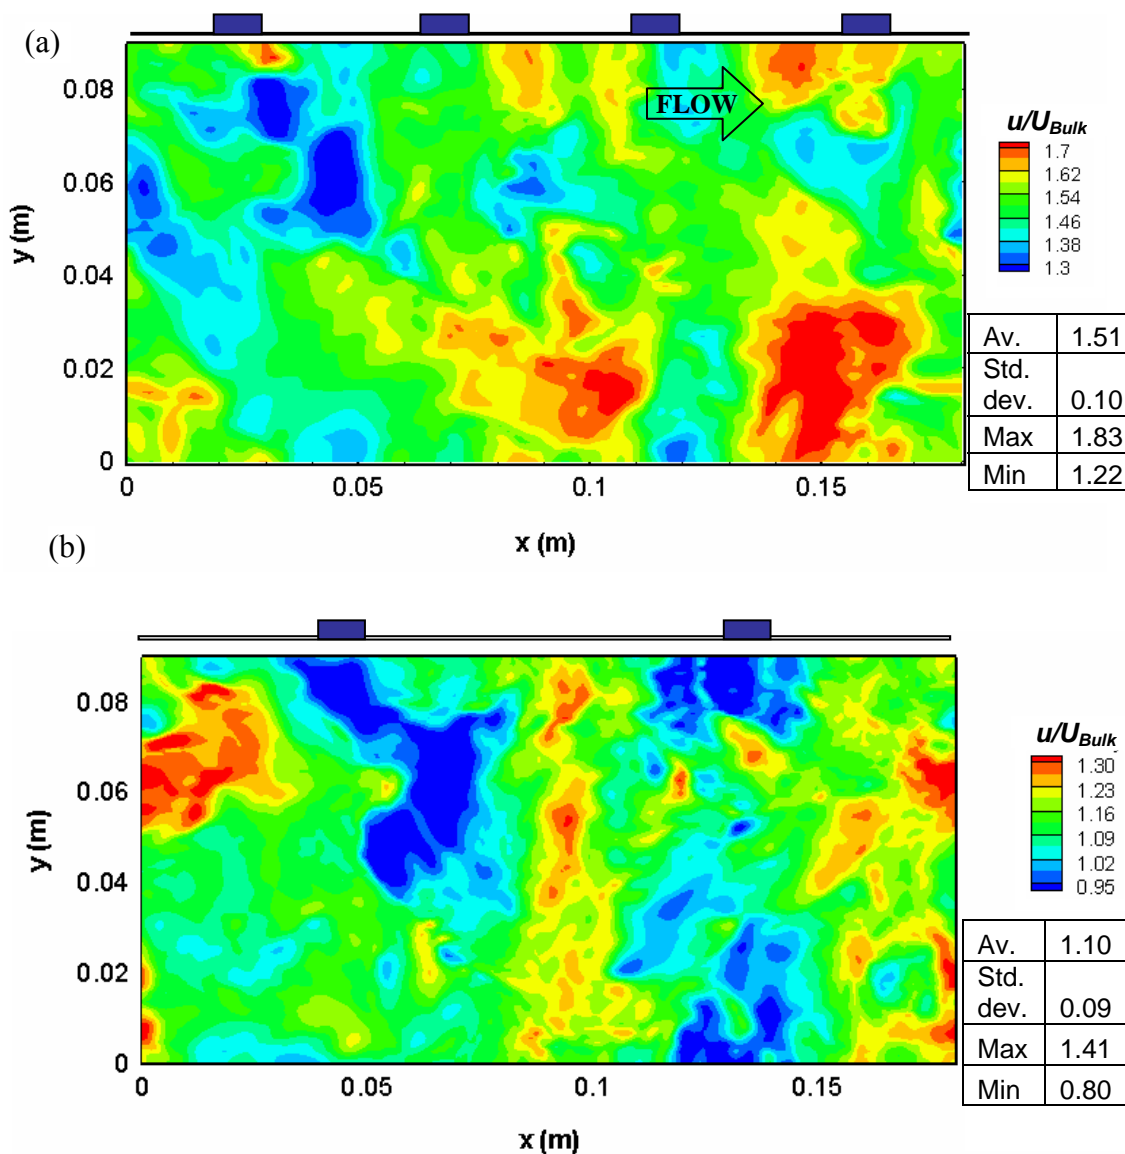 (a)
FLOW
0.08
0.06
0.04
0.02
0
y (m)
0
0.05
0.1
0.15
x (m)
u/U_Bulk
1.7
1.62
1.54
1.46
1.38
1.3
Av. 1.51
Std.
dev. 0.10
Max 1.83
Min 1.22
(b)
0.08
0.06
0.04
0.02
0
y (m)
0
0.05
0.1
0.15
x (m)
u/U_Bulk
1.30
1.23
1.16
1.09
1.02
0.95
Av. 1.10
Std.
dev. 0.09
Max 1.41
Min 0.80